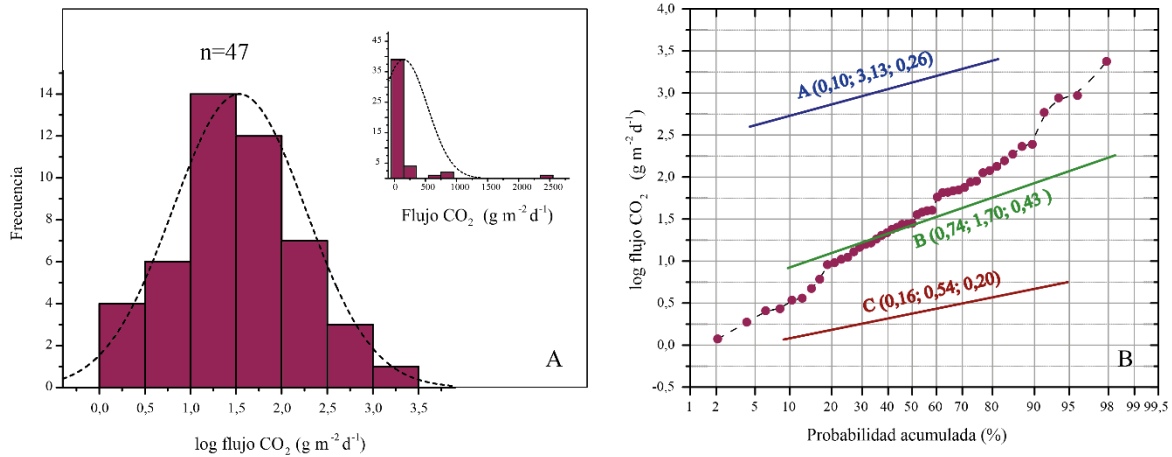 n=47
Frecuencia
14
12
10
8
6
4
2
0
0,0 0,5 1,0 1,5 2,0 2,5 3,0 3,5
log flujo CO₂ (g m⁻² d⁻¹)
A
45
35
25
15
5
0 500 1000 1500 2000 2500
Flujo CO₂ (g m⁻² d⁻¹)
log flujo CO₂ (g m⁻² d⁻¹)
4,0
3,5
3,0
2,5
2,0
1,5
1,0
0,5
0,0
-0,5
A (0,10; 3,13; 0,26)
B (0,74; 1,70; 0,43 )
C (0,16; 0,54; 0,20)
B
1 2 5 10 20 30 40 50 60 70 80 90 95 98 99 99,5
Probabilidad acumulada (%)